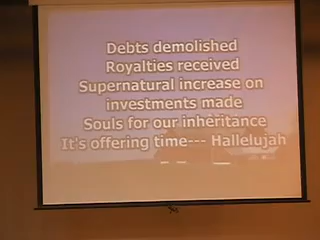 Debts demolished
Royalties received
Supernatural increase on
investments made
Souls for our inheritance
It's offering time--- Hallelujah